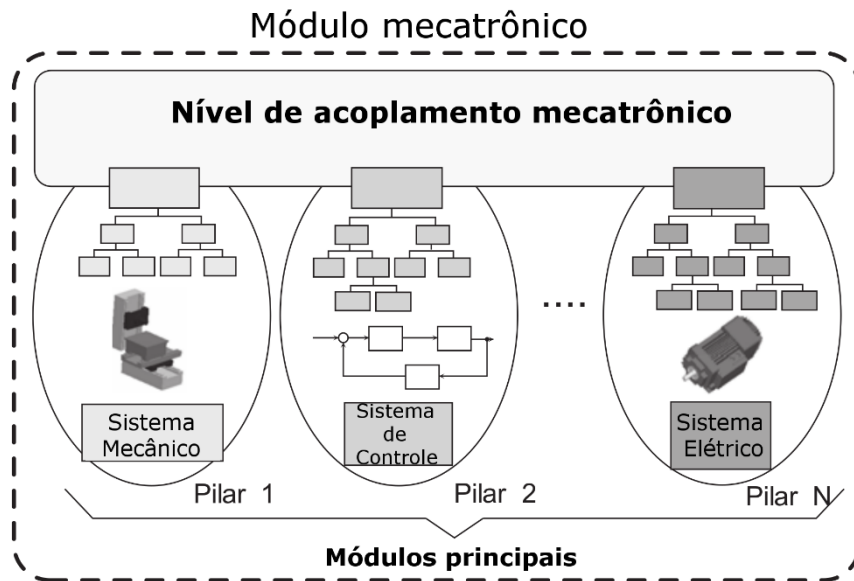 Módulo mecatrônico
Nível de acoplamento mecatrônico
....
Sistema
Mecânico
Sistema
de
Controle
Sistema
Elétrico
Pilar 1
Pilar 2
Pilar N
Módulos principais